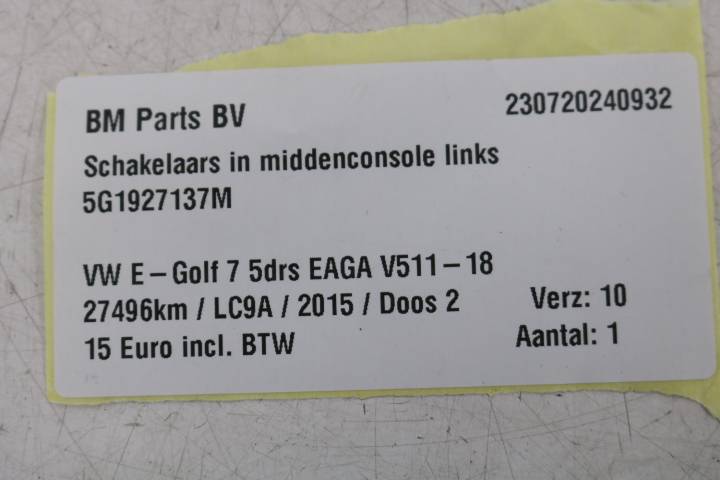 BM Parts BV 230720240932
Schakelaars in middenconsole links
5G1927137M
VW E-Golf 7 5drs EAGA V511-18
27496km / LC9A / 2015 / Doos 2 Verz: 10
15 Euro incl. BTW Aantal: 1